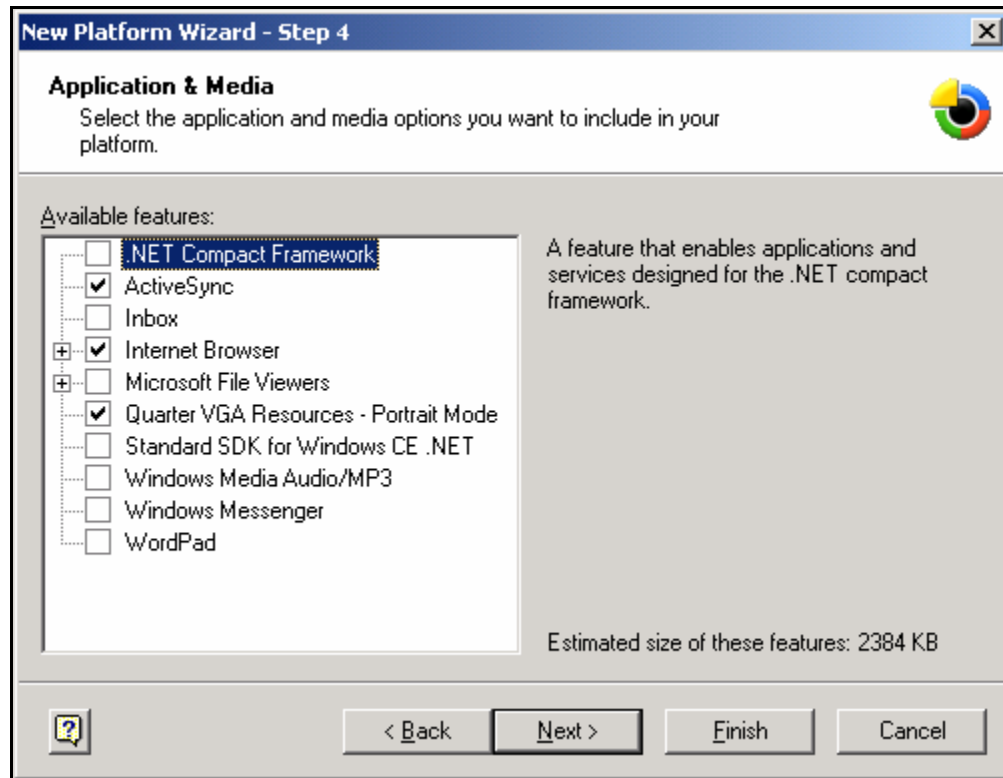 New Platform Wizard - Step 4
Application & Media
Select the application and media options you want to include in your
platform.
Available features:
.NET Compact Framework
ActiveSync
Inbox
Internet Browser
Microsoft File Viewers
Quarter VGA Resources - Portrait Mode
Standard SDK for Windows CE .NET
Windows Media Audio/MP3
Windows Messenger
WordPad
A feature that enables applications and
services designed for the .NET compact
framework.
Estimated size of these features: 2384 KB
?
< Back
Next >
Finish
Cancel